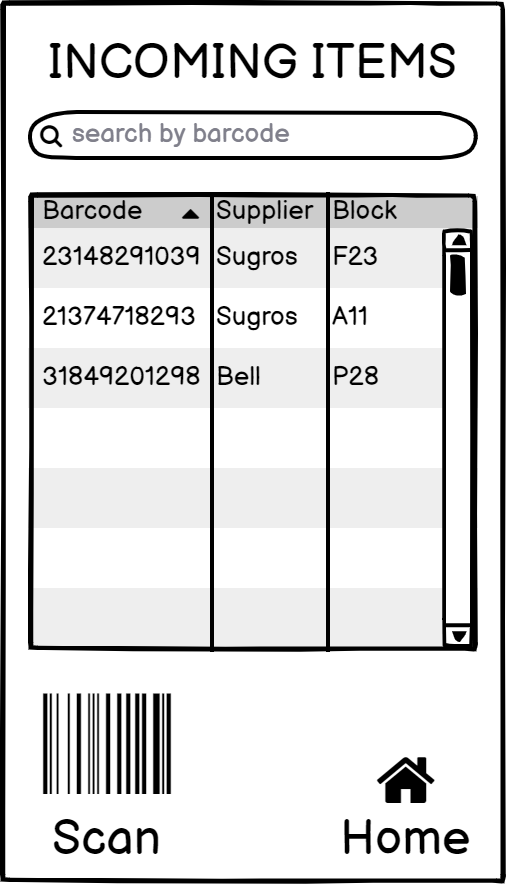 INCOMING ITEMS
search by barcode
Barcode Supplier Block
23148291039 Sugros F23
21374718293 Sugros A11
31849201298 Bell P28
Scan Home